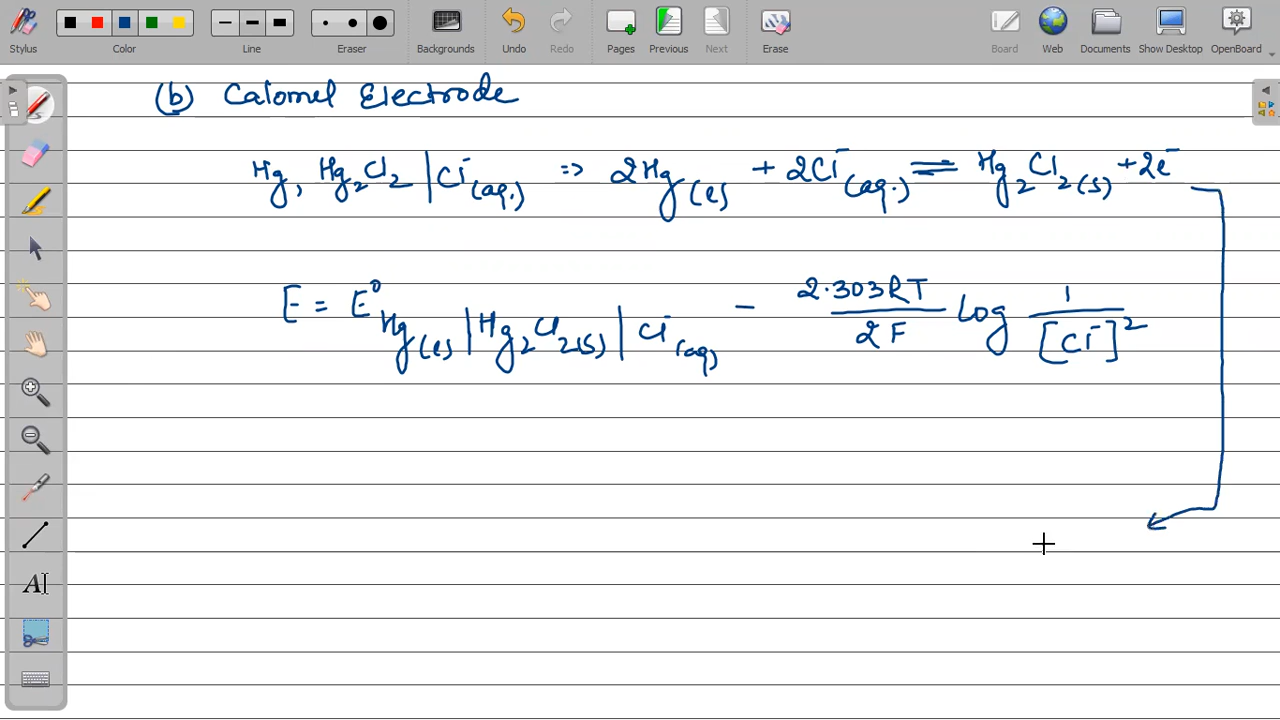 Stylus Color Line Eraser Backgrounds Undo Redo Pages Previous Next Erase Board Web Documents Show Desktop OpenBoard
(b) Calomel Electrode
Hg, Hg₂Cl₂ | Cl⁻(aq.) ⇒ 2Hg(l) + 2Cl⁻(aq.) ⇌ Hg₂Cl₂(s) + 2e⁻
E = E⁰ Hg(l) | Hg₂Cl₂(s) | Cl⁻(aq) − 2.303RT / 2F log 1 / [Cl⁻]²
A